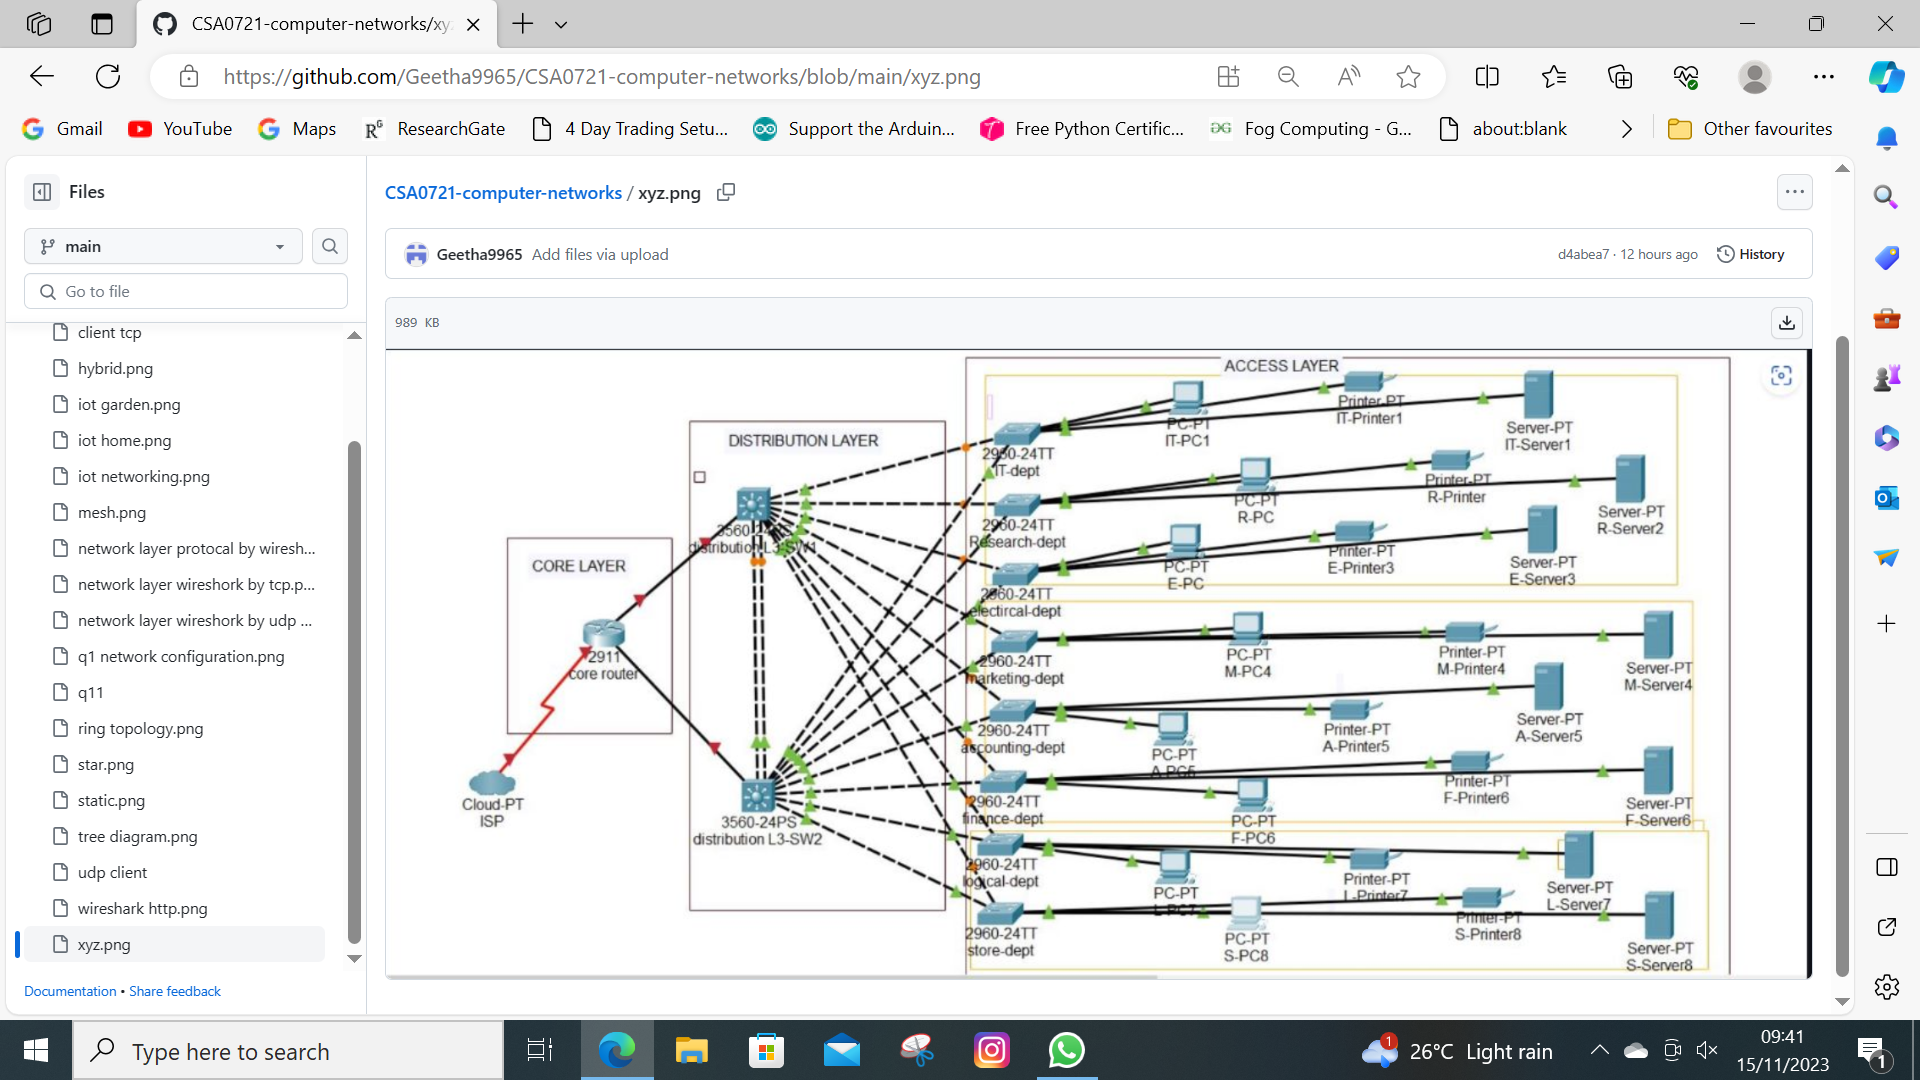 CSA0721-computer-networks/xy
https://github.com/Geetha9965/CSA0721-computer-networks/blob/main/xyz.png
Gmail
YouTube
Maps
ResearchGate
4 Day Trading Setu...
Support the Arduin...
Free Python Certific...
Fog Computing - G...
about:blank
Other favourites
Files
CSA0721-computer-networks / xyz.png
main
Geetha9965 Add files via upload
d4abea7 · 12 hours ago
History
Go to file
989 KB
client tcp
hybrid.png
iot garden.png
iot home.png
iot networking.png
mesh.png
network layer protocal by wiresh...
network layer wireshork by tcp.p...
network layer wireshork by udp ...
q1 network configuration.png
q11
ring topology.png
star.png
static.png
tree diagram.png
udp client
wireshark http.png
xyz.png
Documentation • Share feedback
ACCESS LAYER
DISTRIBUTION LAYER
CORE LAYER
3560-24PS
distribution L3-SW1
2911
core router
Cloud-PT
ISP
3560-24PS
distribution L3-SW2
2950-24TT
IT-dept
PC-PT
IT-PC1
Printer-PT
IT-Printer1
Server-PT
IT-Server1
2960-24TT
Research-dept
PC-PT
R-PC
Printer-PT
R-Printer
Server-PT
R-Server2
2960-24TT
electircal-dept
PC-PT
E-PC
Printer-PT
E-Printer3
Server-PT
E-Server3
2960-24TT
marketing-dept
PC-PT
M-PC4
Printer-PT
M-Printer4
Server-PT
M-Server4
2960-24TT
accounting-dept
PC-PT
A-PC5
Printer-PT
A-Printer5
Server-PT
A-Server5
2960-24TT
finance-dept
PC-PT
F-PC6
Printer-PT
F-Printer6
Server-PT
F-Server6
2960-24TT
logical-dept
PC-PT
L-PC7
Printer-PT
L-Printer7
Server-PT
L-Server7
2960-24TT
store-dept
PC-PT
S-PC8
Printer-PT
S-Printer8
Server-PT
S-Server8
Type here to search
1
26°C Light rain
09:41
15/11/2023
1